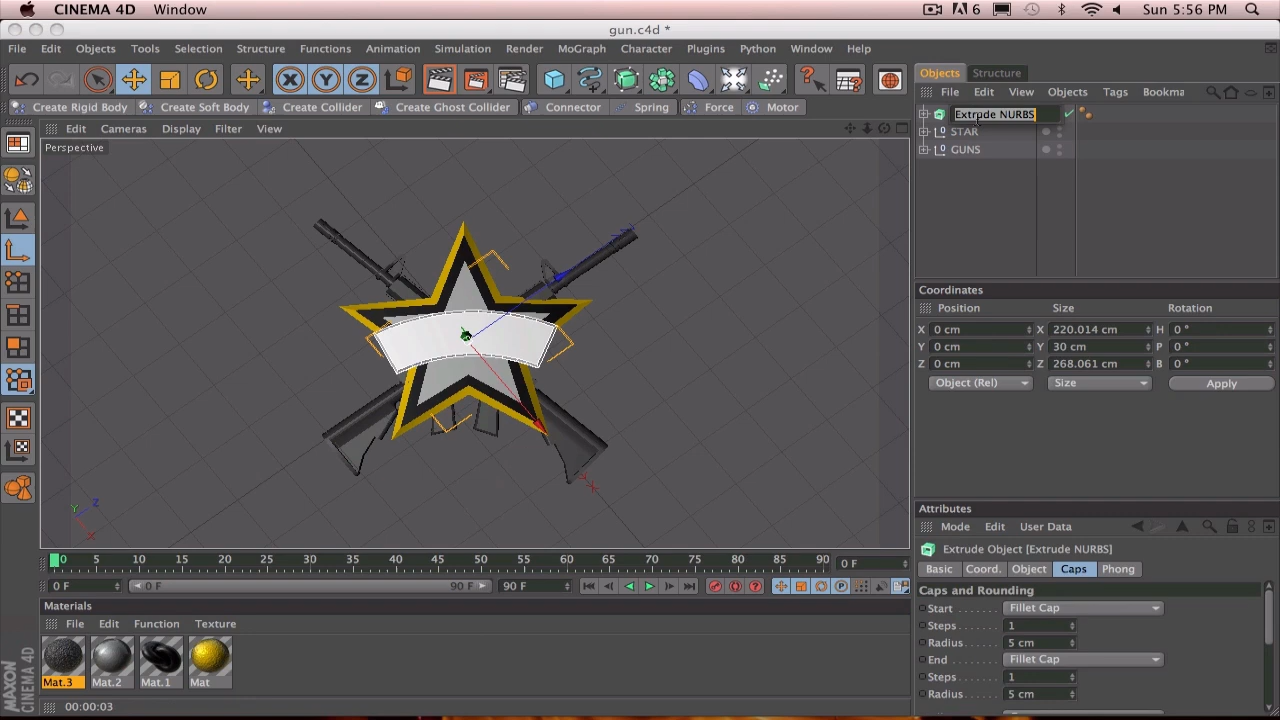 CINEMA 4D Window 6 Sun 5:56 PM
gun.c4d *
File Edit Objects Tools Selection Structure Functions Animation Simulation Render MoGraph Character Plugins Python Window Help
X Y Z
Objects Structure
File Edit View Objects Tags Bookma
Create Rigid Body Create Soft Body Create Collider Create Ghost Collider Connector Spring Force Motor
Extrude NURBS
STAR
GUNS
Edit Cameras Display Filter View
Perspective
Y Z X
Coordinates
Position Size Rotation
X 0 cm X 220.014 cm H 0 °
Y 0 cm Y 30 cm P 0 °
Z 0 cm Z 268.061 cm B 0 °
Object (Rel) Size Apply
Attributes
Mode Edit User Data
Extrude Object [Extrude NURBS]
Basic Coord. Object Caps Phong
Caps and Rounding
Start Fillet Cap
Steps 1
Radius 5 cm
End Fillet Cap
Steps 1
Radius 5 cm
0 5 10 15 20 25 30 35 40 45 50 55 60 65 70 75 80 85 90 0 F
0 F 0 F 90 F 90 F
Materials
File Edit Function Texture
Mat.3 Mat.2 Mat.1 Mat
MAXON CINEMA 4D
00:00:03